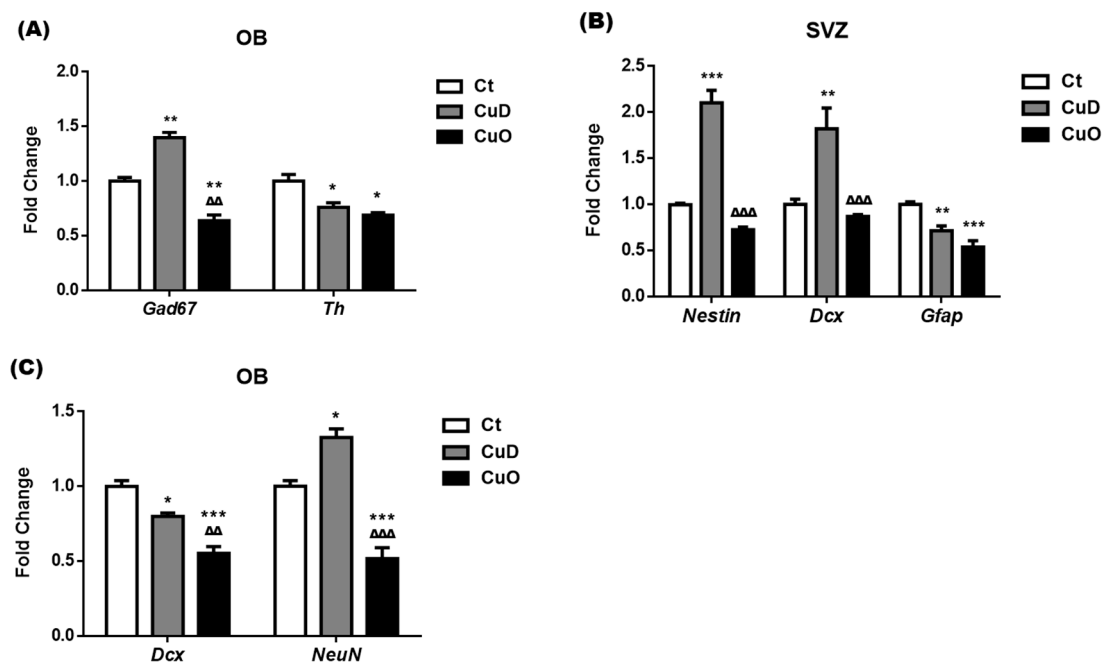 (A)
OB
Fold Change
2.0
1.5
1.0
0.5
0.0
**
**
ΔΔ
*
*
Gad67 Th
Ct
CuD
CuO
(B)
SVZ
Fold Change
2.5
2.0
1.5
1.0
0.5
0.0
***
ΔΔΔ
**
ΔΔΔ
**
***
Nestin Dcx Gfap
Ct
CuD
CuO
(C)
OB
Fold Change
1.5
1.0
0.5
0.0
*
***
ΔΔ
*
***
ΔΔΔ
Dcx NeuN
Ct
CuD
CuO